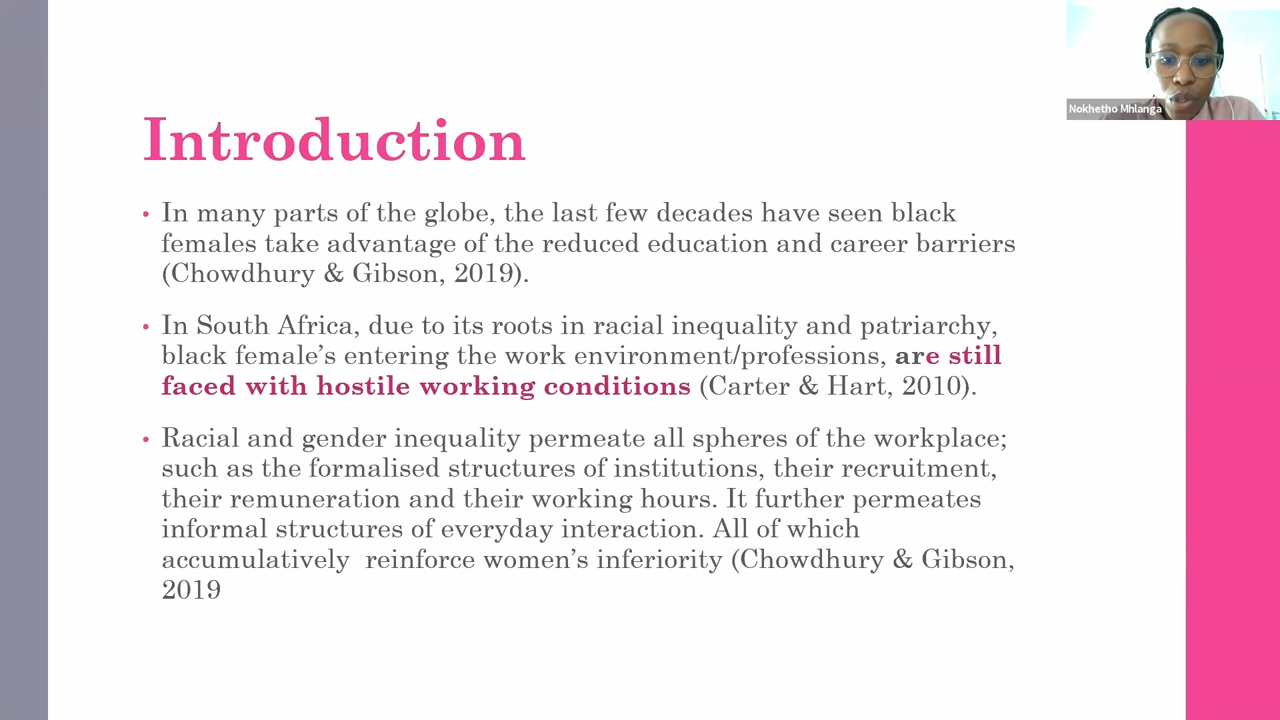 Introduction
• In many parts of the globe, the last few decades have seen black
females take advantage of the reduced education and career barriers
(Chowdhury & Gibson, 2019).
• In South Africa, due to its roots in racial inequality and patriarchy,
black female’s entering the work environment/professions, are still
faced with hostile working conditions (Carter & Hart, 2010).
• Racial and gender inequality permeate all spheres of the workplace;
such as the formalised structures of institutions, their recruitment,
their remuneration and their working hours. It further permeates
informal structures of everyday interaction. All of which
accumulatively  reinforce women’s inferiority (Chowdhury & Gibson,
2019
Nokhetho Mhlanga